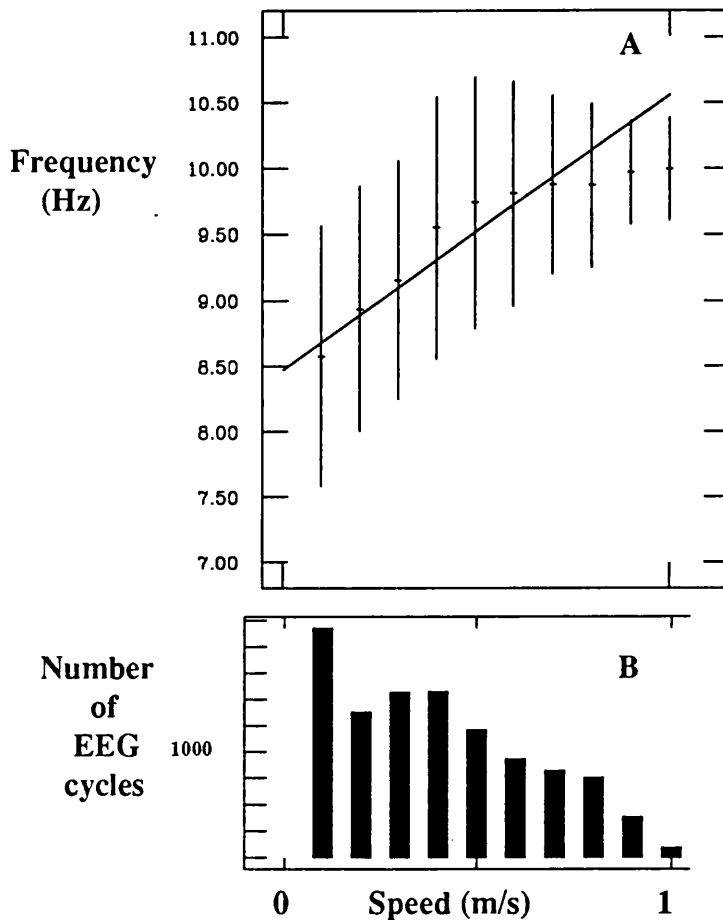 11.00
A
10.50
Frequency
(Hz)
10.00
9.50
9.00
8.50
8.00
7.50
7.00
B
Number
of
EEG
cycles
1000
0
Speed (m/s)
1